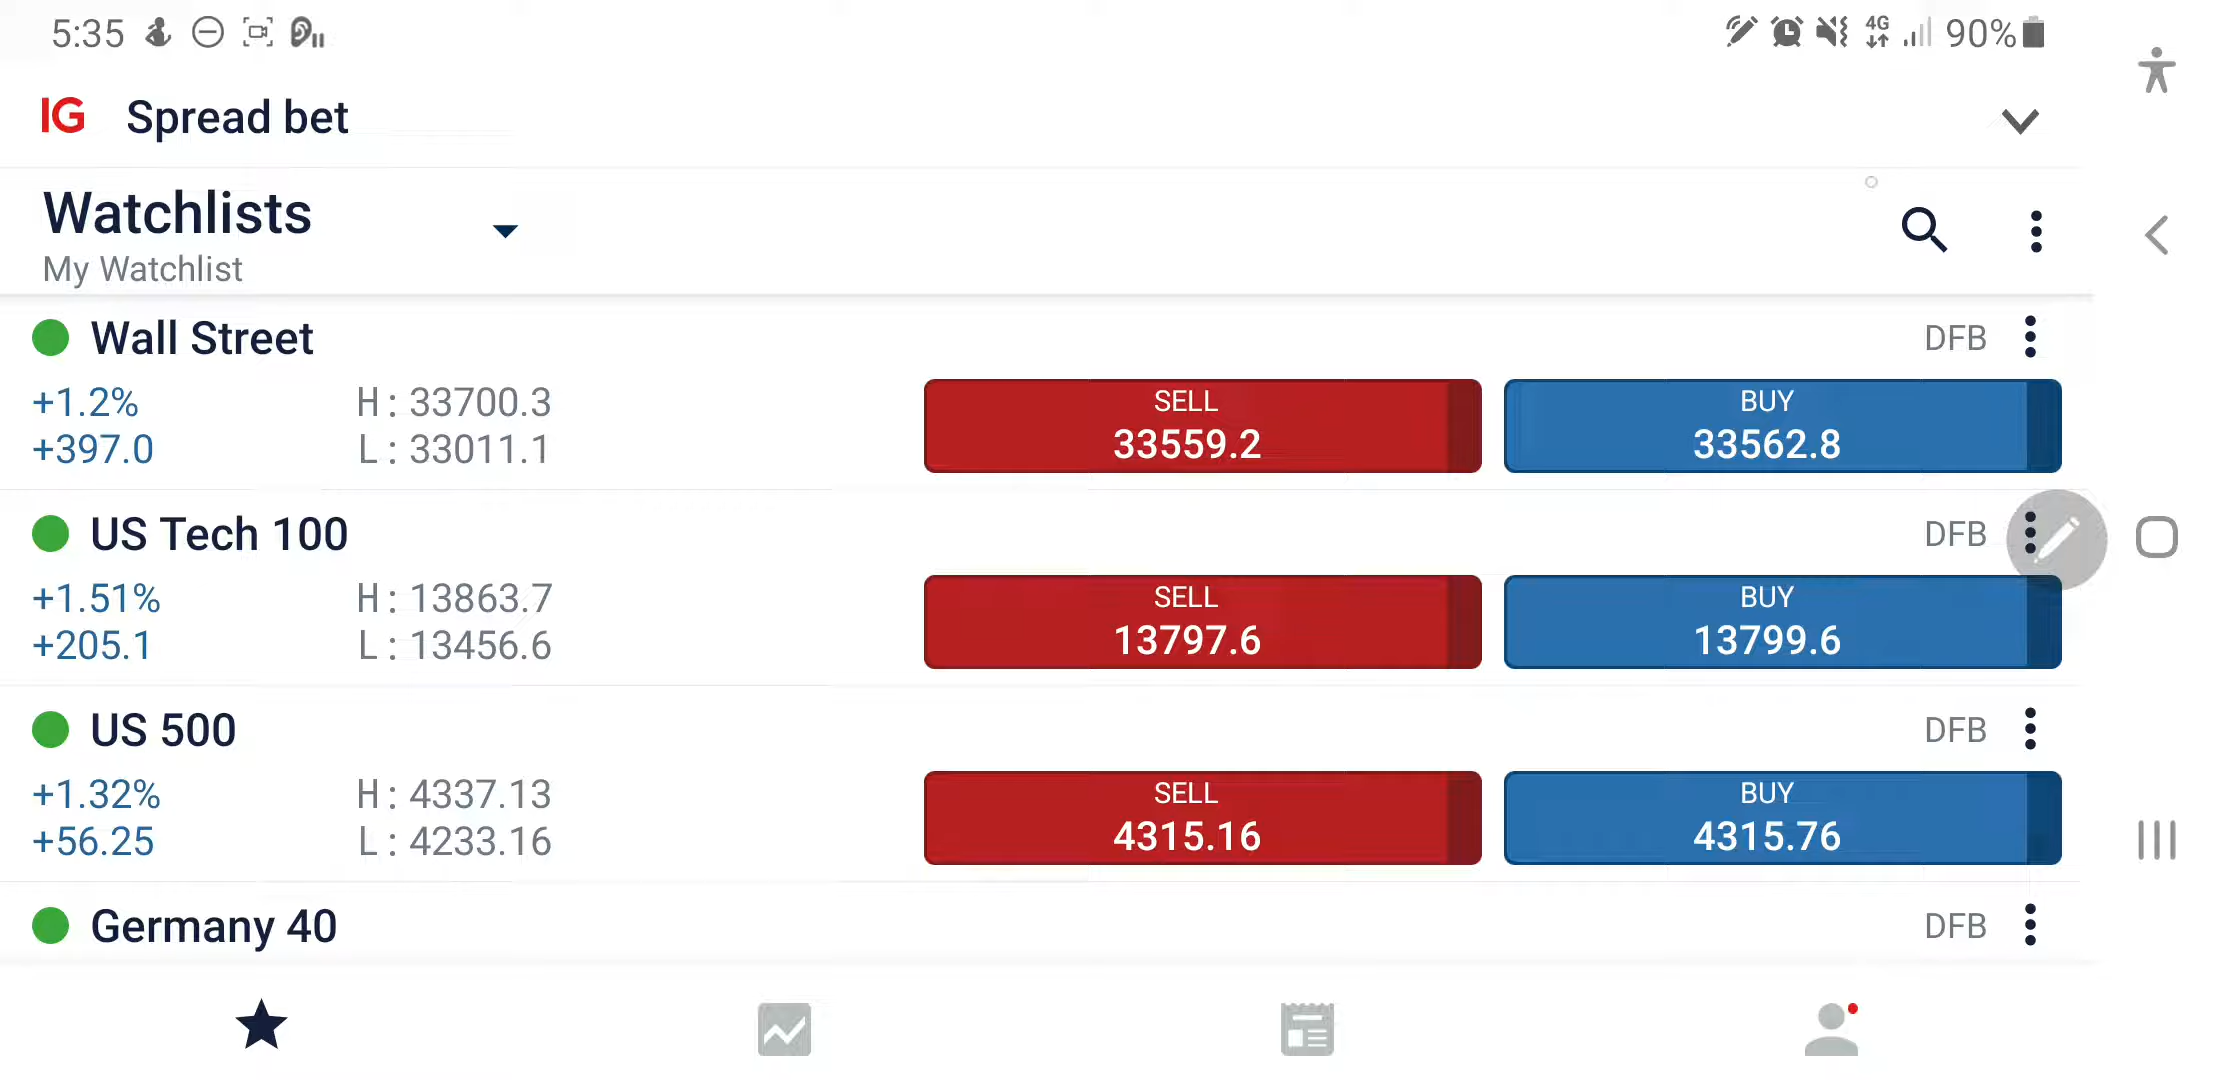 5:35
4G
90%
IG Spread bet
Watchlists
My Watchlist
Wall Street
DFB
+1.2%
H: 33700.3
SELL
BUY
+397.0
L: 33011.1
33559.2
33562.8
US Tech 100
DFB
+1.51%
H: 13863.7
SELL
BUY
+205.1
L: 13456.6
13797.6
13799.6
US 500
DFB
+1.32%
H: 4337.13
SELL
BUY
+56.25
L: 4233.16
4315.16
4315.76
Germany 40
DFB